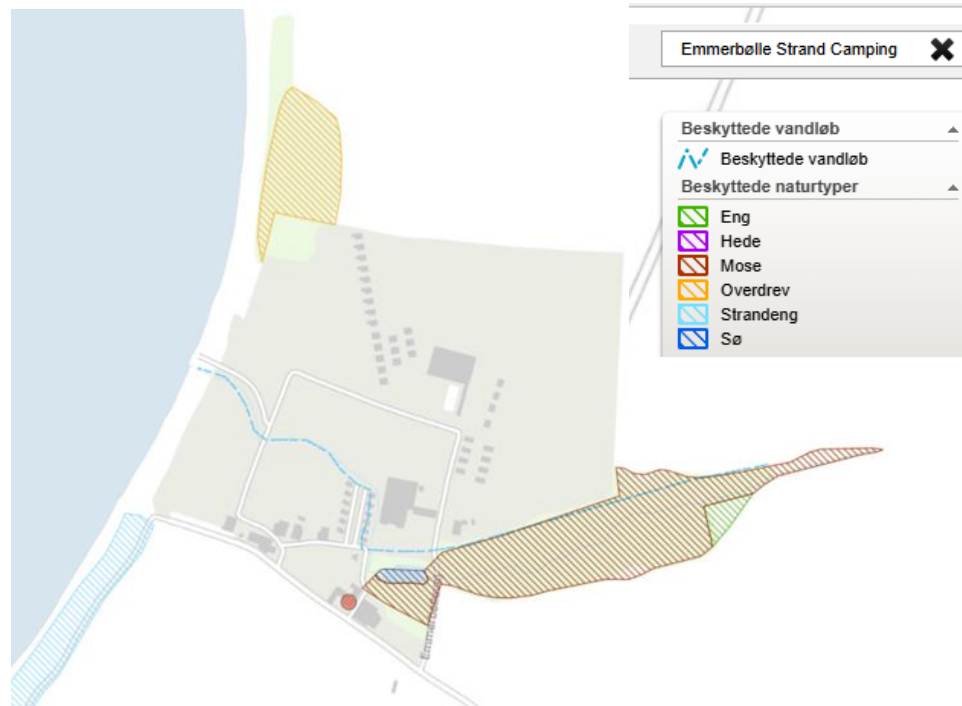 Emmerbølle Strand Camping
Beskyttede vandløb
Beskyttede vandløb
Beskyttede naturtyper
Eng
Hede
Mose
Overdrev
Strandeng
Sø